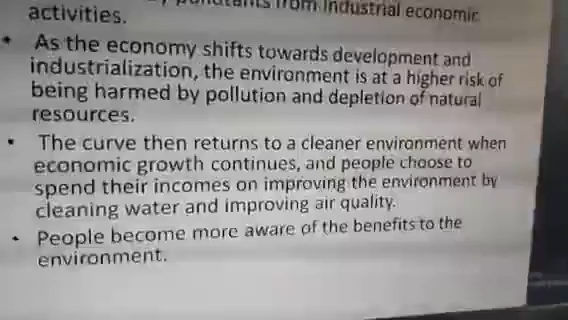 from industrial economic
activities.
• As the economy shifts towards development and
industrialization, the environment is at a higher risk of
being harmed by pollution and depletion of natural
resources.
• The curve then returns to a cleaner environment when
economic growth continues, and people choose to
spend their incomes on improving the environment by
cleaning water and improving air quality.
• People become more aware of the benefits to the
environment.